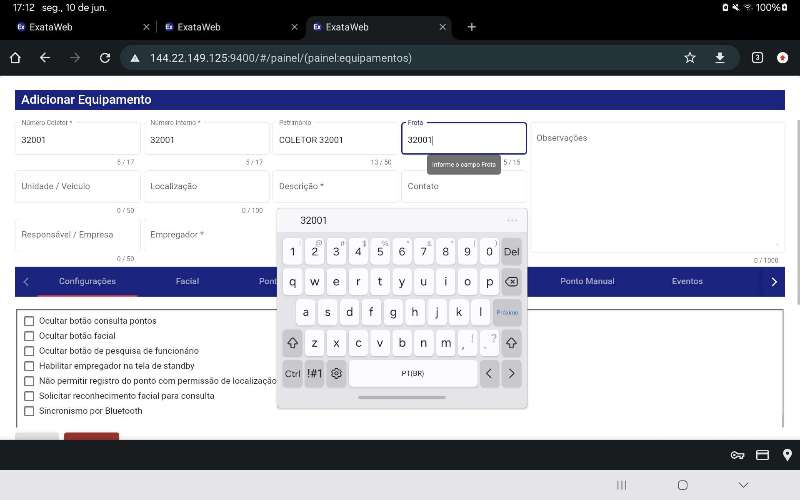 17:12 seg., 10 de jun. 100%
ExataWeb ExataWeb ExataWeb
144.22.149.125:9400/#/painel/(painel:equipamentos) 3
Adicionar Equipamento
Número Coletor * Número Interno * Patrimônio Frota
32001 32001 COLETOR 32001 32001 Observações
5 / 17 5 / 17 13 / 50 5 / 15
Informe o campo Frota
Unidade / Veículo Localização Descrição * Contato
0 / 50 0 / 100
Responsável / Empresa Empregador *
0 / 50 0 / 1000
32001 ...
Configurações Facial Pont Ponto Manual Eventos
Ocultar botão consulta pontos
Ocultar botão facial
Ocultar botão de pesquisa de funcionário
Habilitar empregador na tela de standby
Não permitir registro do ponto com permissão de localização
Solicitar reconhecimento facial para consulta
Sincronismo por Bluetooth
1 2 @ 3 # 4 $ 5 % 6 ^ 7 & 8 * 9 ( 0 ) Del
q w e r t y u i o p
a s d f g h j k l Próximo
z x c v b n m , ! . ?
Ctrl !#1 PT(BR) < >